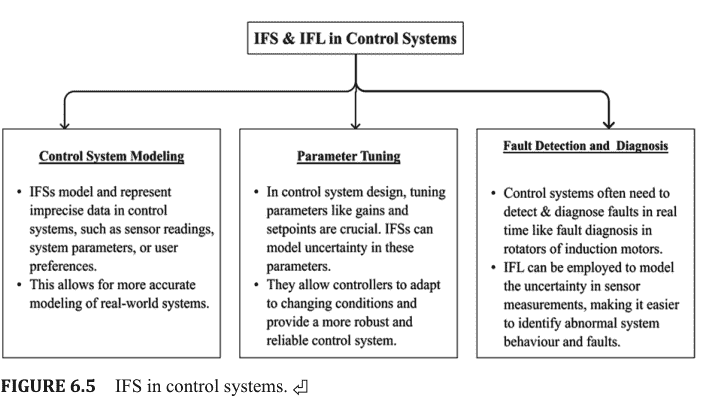 IFS & IFL in Control Systems
Control System Modeling
• IFSs model and represent
imprecise data in control
systems, such as sensor readings,
system parameters, or user
preferences.
• This allows for more accurate
modeling of real-world systems.
Parameter Tuning
• In control system design, tuning
parameters like gains and
setpoints are crucial. IFSs can
model uncertainty in these
parameters.
• They allow controllers to adapt
to changing conditions and
provide a more robust and
reliable control system.
Fault Detection and Diagnosis
• Control systems often need to
detect & diagnose faults in real
time like fault diagnosis in
rotators of induction motors.
• IFL can be employed to model
the uncertainty in sensor
measurements, making it easier
to identify abnormal system
behaviour and faults.
FIGURE 6.5 IFS in control systems. ⏎